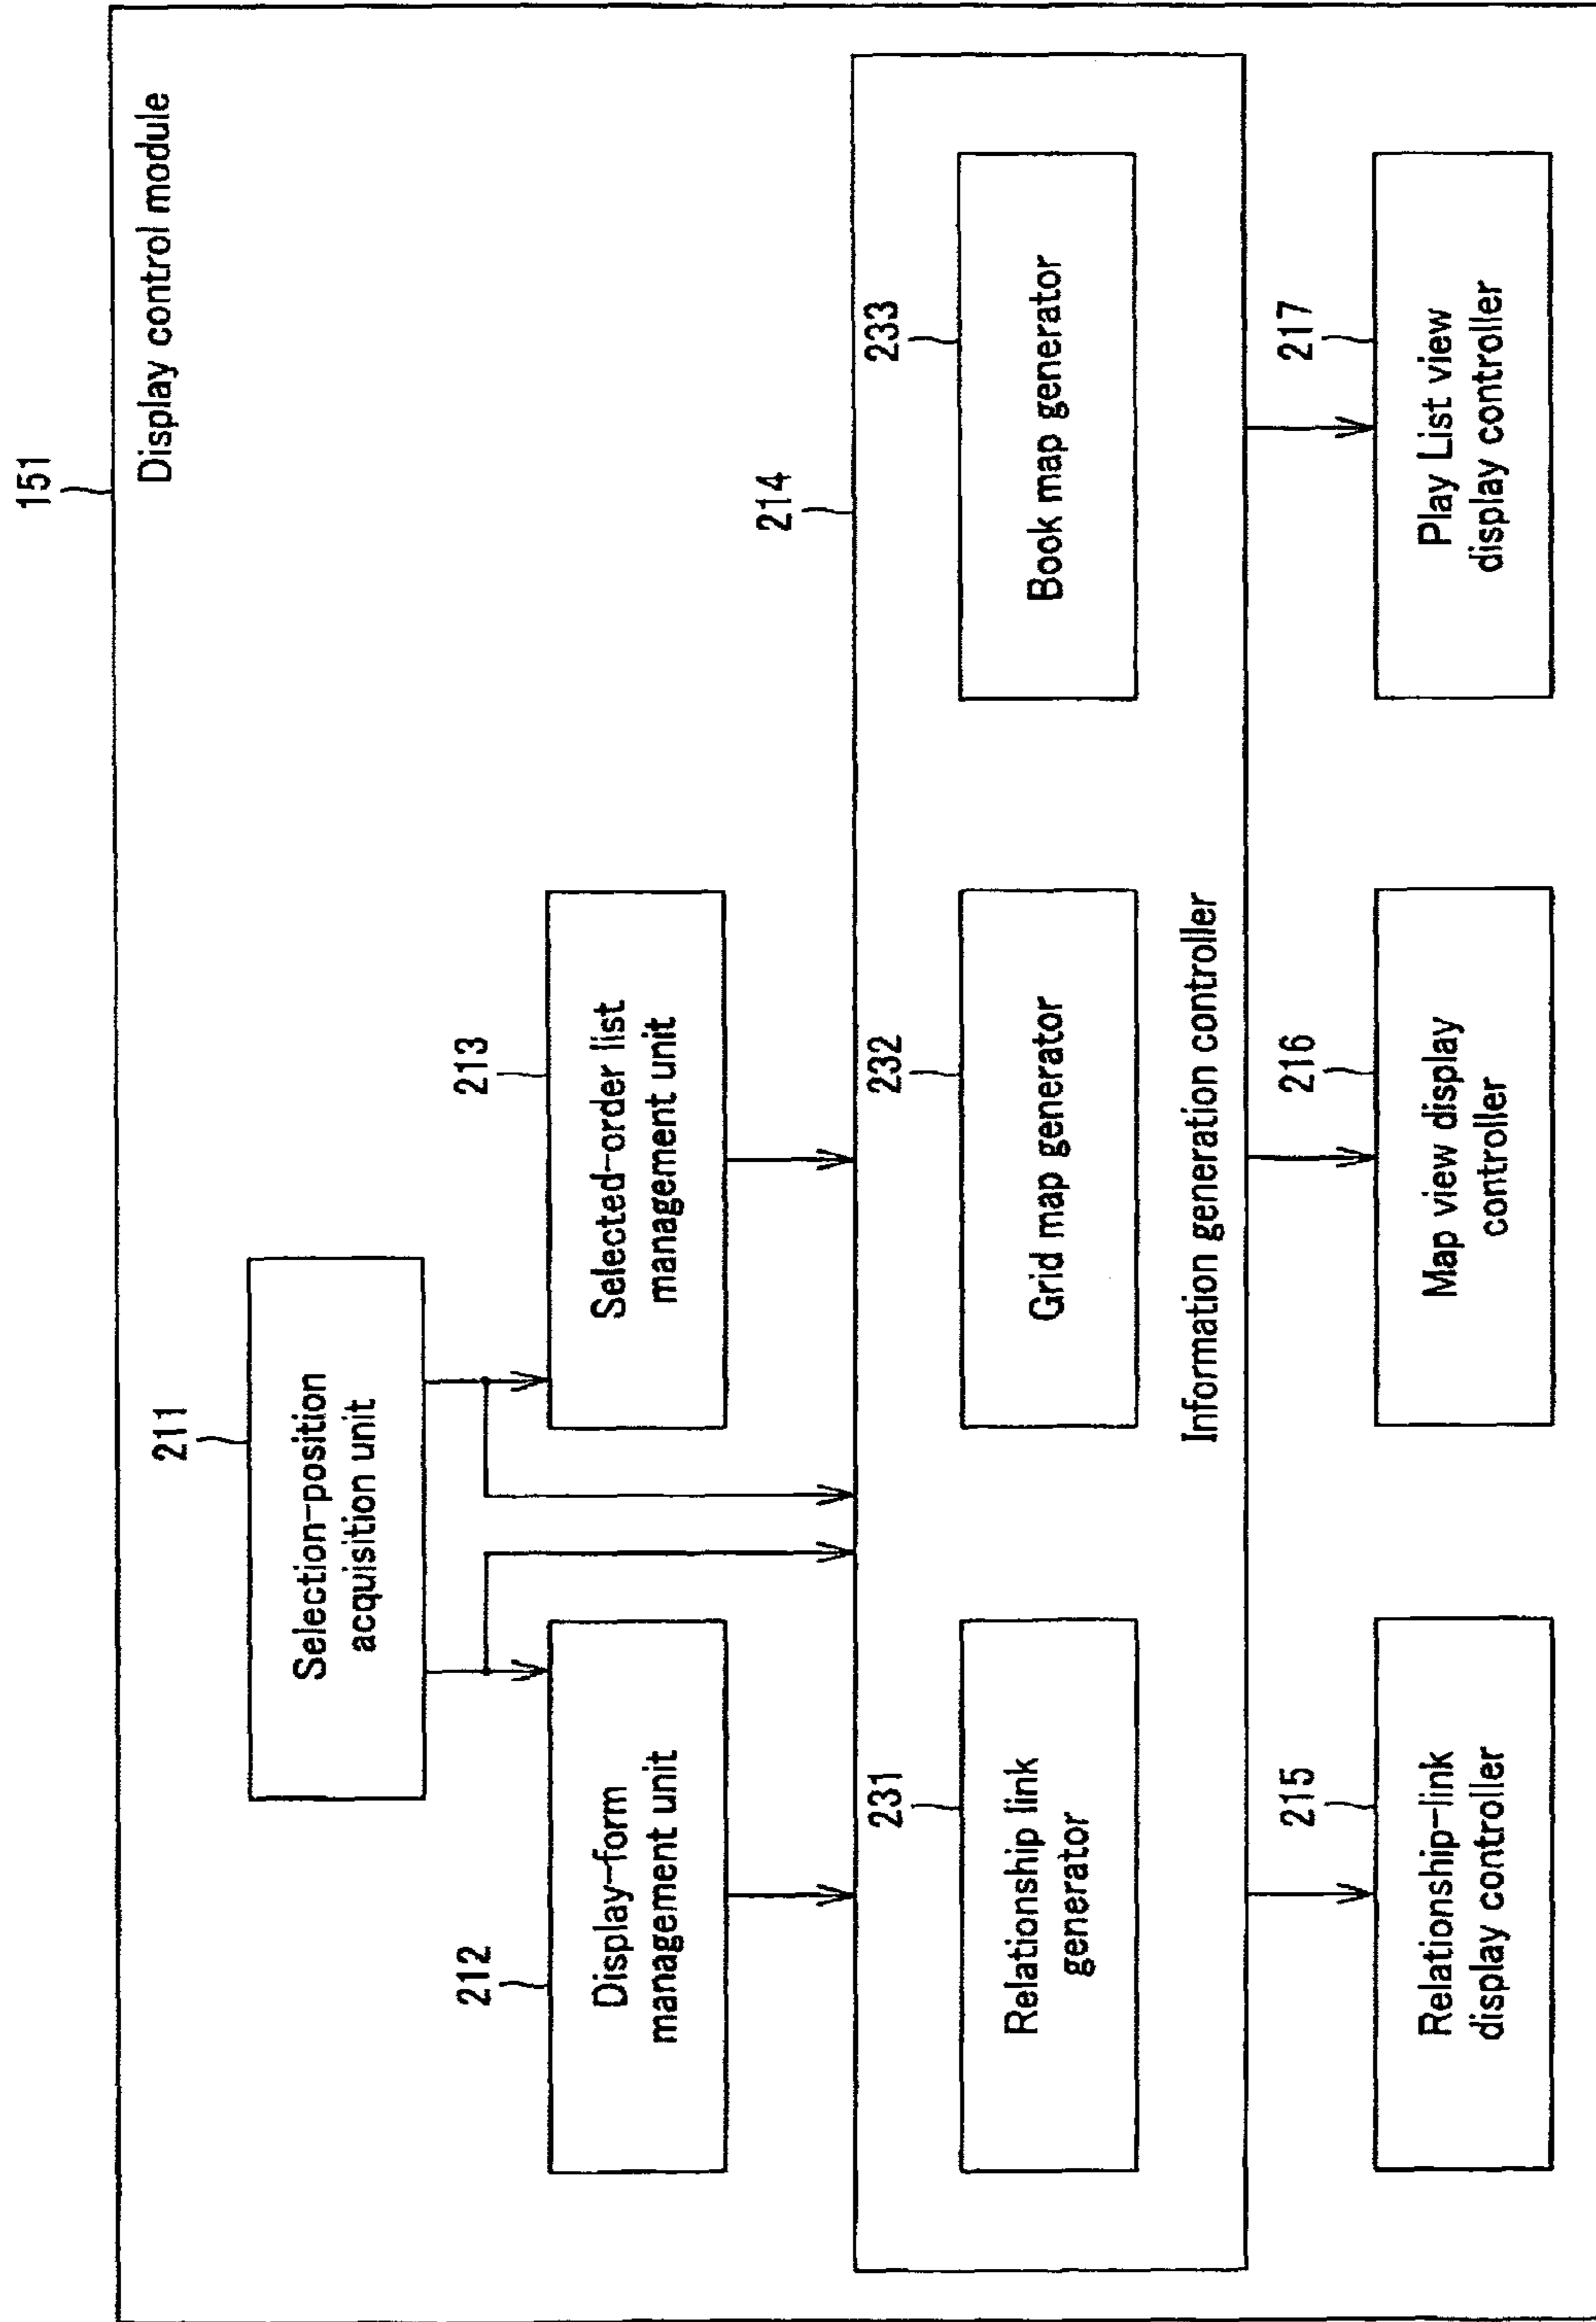 151
Display control module
211
Selection-position
acquisition unit
212
Display-form
management unit
213
Selected-order list
management unit
214
231
Relationship link
generator
232
Grid map generator
233
Book map generator
Information generation controller
215
Relationship-link
display controller
216
Map view display
controller
217
Play List view
display controller